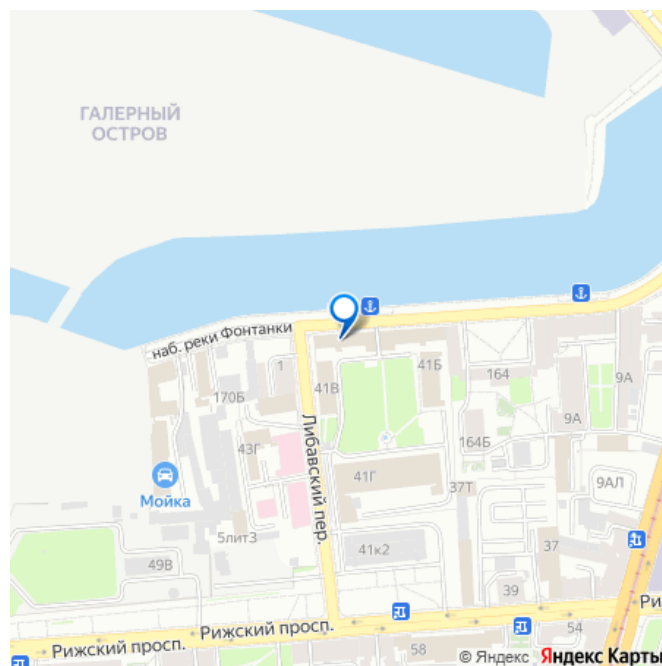 ГАЛЕРНЫЙ
ОСТРОВ
наб. реки Фонтанки
1
41В
41Б
164
9А
170Б
Либавский пер.
9А
43Г
164Б
41Г
37Т
9АЛ
Мойка
5лит3
41к2
37
49В
39
Ри
Рижский просп.
Рижский просп.
58
54
© Яндекс Яндекс Карты